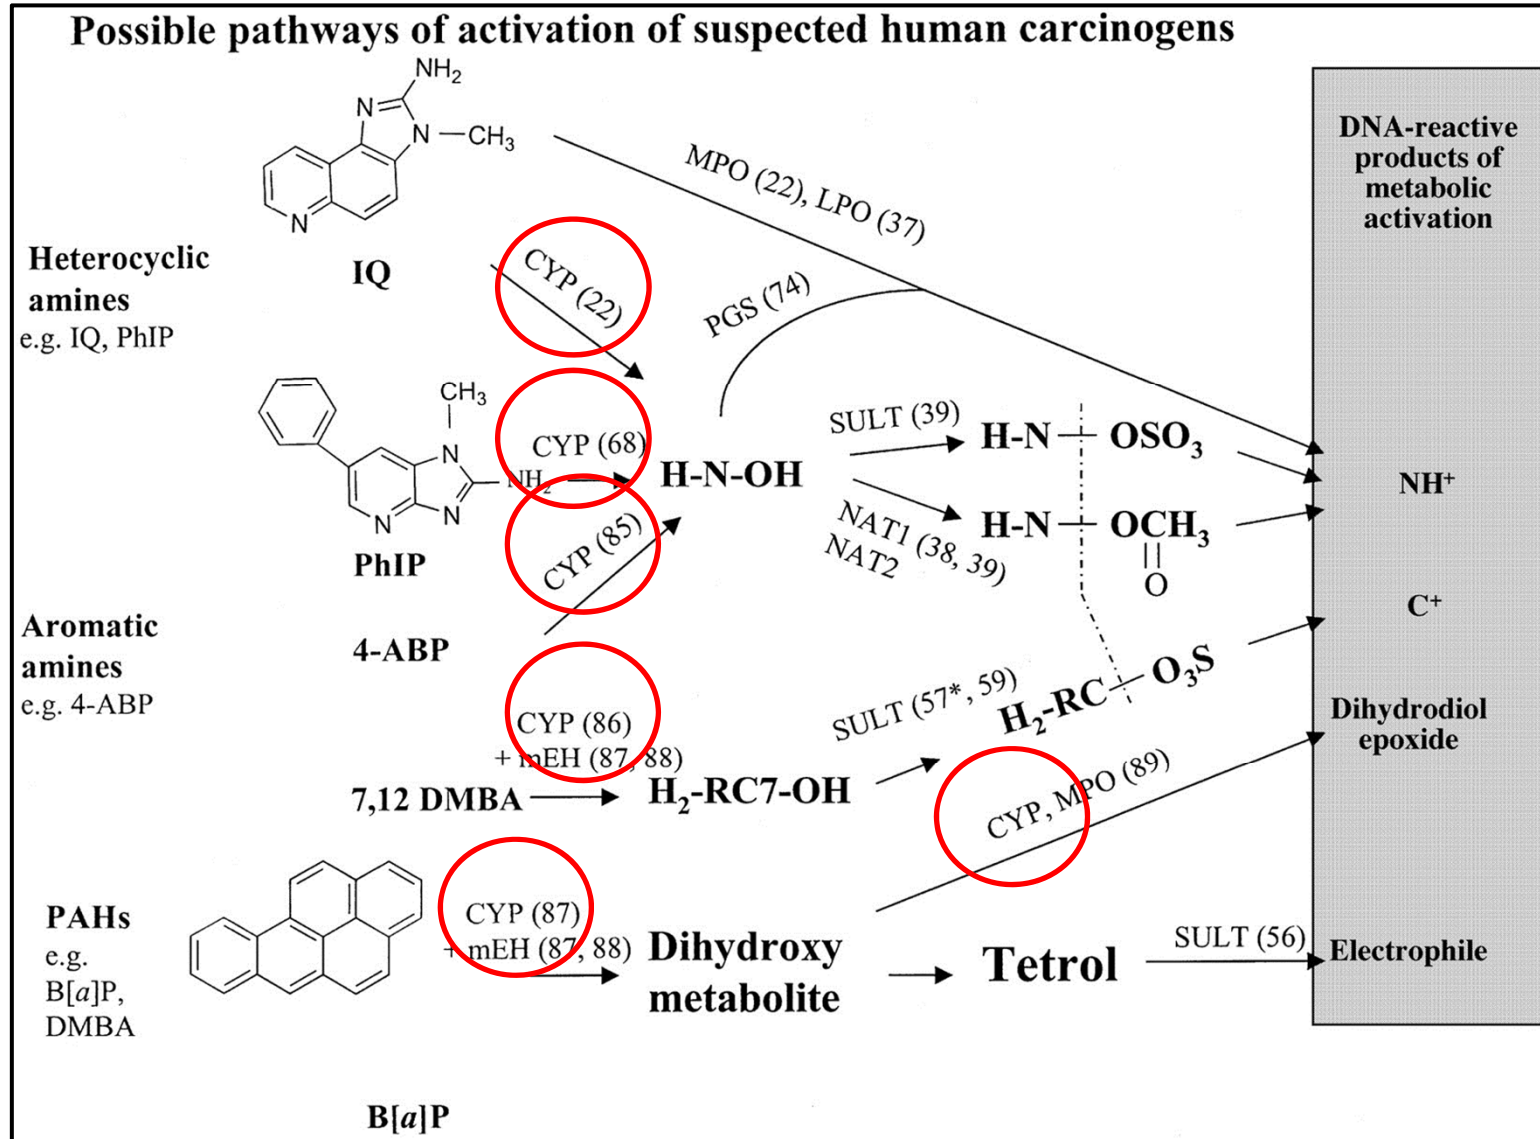 Possible pathways of activation of suspected human carcinogens
NH2
N
N
CH3
N
IQ
Heterocyclic
amines
e.g. IQ, PhIP
MPO (22), LPO (37)
CYP (22)
PGS (74)
DNA-reactive
products of
metabolic
activation
CH3
N
NH2
N
N
PhIP
CYP (68)
H-N-OH
SULT (39)
H-N
OSO3
NAT1 (38, 39)
NAT2
H-N
OCH3
O
NH+
CYP (85)
4-ABP
Aromatic
amines
e.g. 4-ABP
C+
CYP (86)
+ mEH (87, 88)
7,12 DMBA
H2-RC7-OH
SULT (57*, 59)
H2-RC
O3S
Dihydrodiol
epoxide
CYP, MPO (89)
PAHs
e.g.
B[a]P,
DMBA
CYP (87)
+ mEH (87, 88)
Dihydroxy
metabolite
Tetrol
SULT (56)
Electrophile
B[a]P